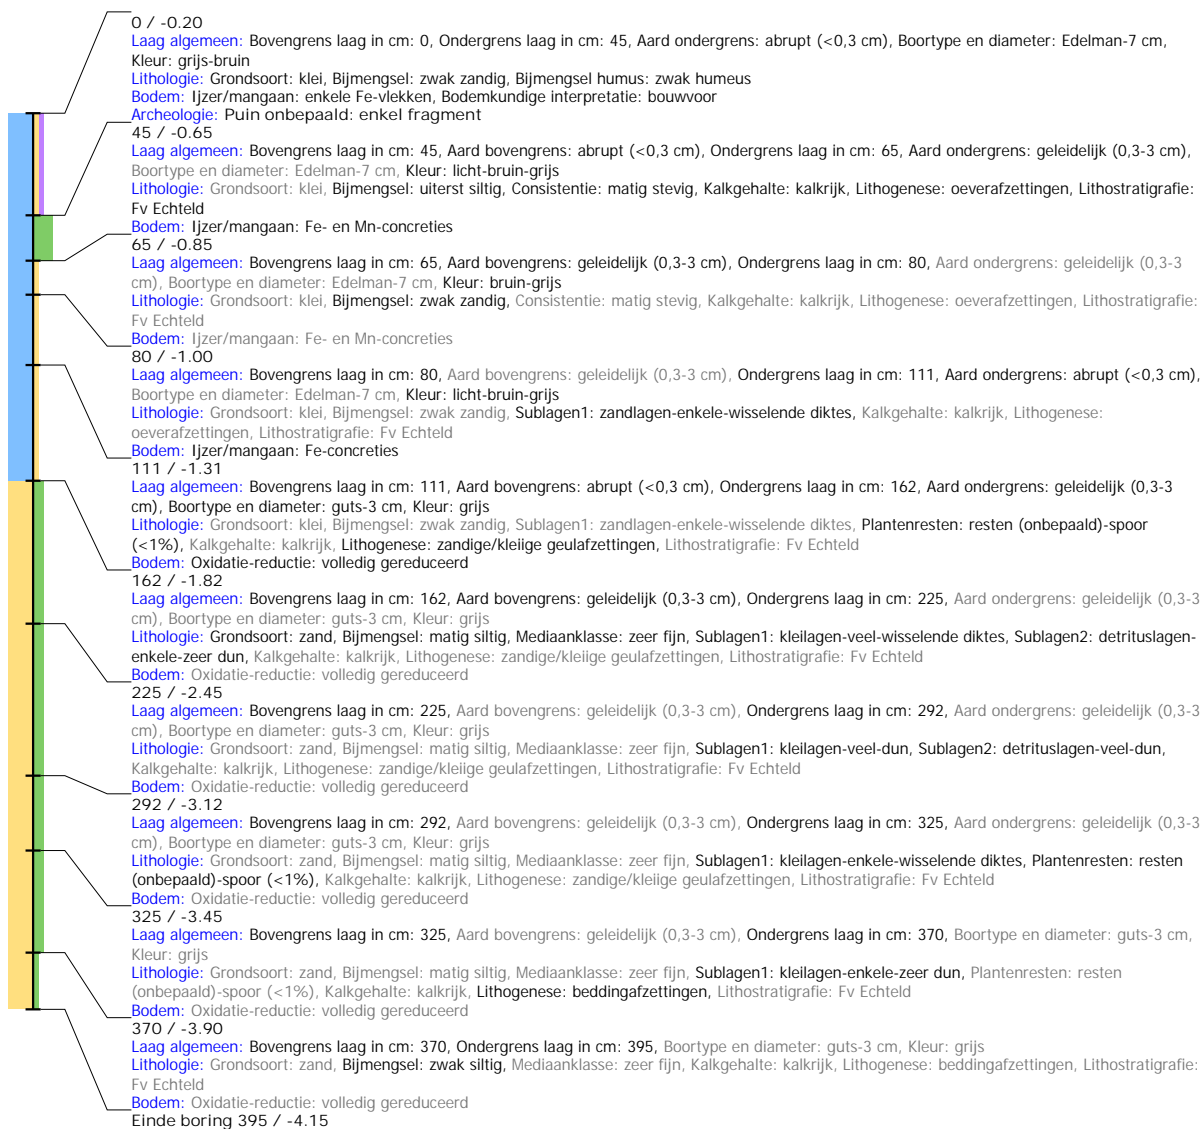 0 / -0.20
Laag algemeen: Bovengrens laag in cm: 0, Ondergrens laag in cm: 45, Aard ondergrens: abrupt (<0,3 cm), Boortype en diameter: Edelman-7 cm,
Kleur: grijs-bruin
Lithologie: Grondsoort: klei, Bijmengsel: zwak zandig, Bijmengsel humus: zwak humeus
Bodem: Ijzer/mangaan: enkele Fe-vlekken, Bodemkundige interpretatie: bouwvoor
Archeologie: Puin onbepaald: enkel fragment
45 / -0.65
Laag algemeen: Bovengrens laag in cm: 45, Aard bovengrens: abrupt (<0,3 cm), Ondergrens laag in cm: 65, Aard ondergrens: geleidelijk (0,3-3 cm),
Boortype en diameter: Edelman-7 cm, Kleur: licht-bruin-grijs
Lithologie: Grondsoort: klei, Bijmengsel: uiterst siltig, Consistentie: matig stevig, Kalkgehalte: kalkrijk, Lithogenese: oeverafzettingen, Lithostratigrafie:
Fv Echteld
Bodem: Ijzer/mangaan: Fe- en Mn-concreties
65 / -0.85
Laag algemeen: Bovengrens laag in cm: 65, Aard bovengrens: geleidelijk (0,3-3 cm), Ondergrens laag in cm: 80, Aard ondergrens: geleidelijk (0,3-3
cm), Boortype en diameter: Edelman-7 cm, Kleur: bruin-grijs
Lithologie: Grondsoort: klei, Bijmengsel: zwak zandig, Consistentie: matig stevig, Kalkgehalte: kalkrijk, Lithogenese: oeverafzettingen, Lithostratigrafie:
Fv Echteld
Bodem: Ijzer/mangaan: Fe- en Mn-concreties
80 / -1.00
Laag algemeen: Bovengrens laag in cm: 80, Aard bovengrens: geleidelijk (0,3-3 cm), Ondergrens laag in cm: 111, Aard ondergrens: abrupt (<0,3 cm),
Boortype en diameter: Edelman-7 cm, Kleur: licht-bruin-grijs
Lithologie: Grondsoort: klei, Bijmengsel: zwak zandig, Sublagen1: zandlagen-enkele-wisselende diktes, Kalkgehalte: kalkrijk, Lithogenese:
oeverafzettingen, Lithostratigrafie: Fv Echteld
Bodem: Ijzer/mangaan: Fe-concreties
111 / -1.31
Laag algemeen: Bovengrens laag in cm: 111, Aard bovengrens: abrupt (<0,3 cm), Ondergrens laag in cm: 162, Aard ondergrens: geleidelijk (0,3-3
cm), Boortype en diameter: guts-3 cm, Kleur: grijs
Lithologie: Grondsoort: klei, Bijmengsel: zwak zandig, Sublagen1: zandlagen-enkele-wisselende diktes, Plantenresten: resten (onbepaald)-spoor
(<1%), Kalkgehalte: kalkrijk, Lithogenese: zandige/kleiige geulafzettingen, Lithostratigrafie: Fv Echteld
Bodem: Oxidatie-reductie: volledig gereduceerd
162 / -1.82
Laag algemeen: Bovengrens laag in cm: 162, Aard bovengrens: geleidelijk (0,3-3 cm), Ondergrens laag in cm: 225, Aard ondergrens: geleidelijk (0,3-3
cm), Boortype en diameter: guts-3 cm, Kleur: grijs
Lithologie: Grondsoort: zand, Bijmengsel: matig siltig, Mediaanklasse: zeer fijn, Sublagen1: kleilagen-veel-wisselende diktes, Sublagen2: detrituslagen-
enkele-zeer dun, Kalkgehalte: kalkrijk, Lithogenese: zandige/kleiige geulafzettingen, Lithostratigrafie: Fv Echteld
Bodem: Oxidatie-reductie: volledig gereduceerd
225 / -2.45
Laag algemeen: Bovengrens laag in cm: 225, Aard bovengrens: geleidelijk (0,3-3 cm), Ondergrens laag in cm: 292, Aard ondergrens: geleidelijk (0,3-3
cm), Boortype en diameter: guts-3 cm, Kleur: grijs
Lithologie: Grondsoort: zand, Bijmengsel: matig siltig, Mediaanklasse: zeer fijn, Sublagen1: kleilagen-veel-dun, Sublagen2: detrituslagen-veel-dun,
Kalkgehalte: kalkrijk, Lithogenese: zandige/kleiige geulafzettingen, Lithostratigrafie: Fv Echteld
Bodem: Oxidatie-reductie: volledig gereduceerd
292 / -3.12
Laag algemeen: Bovengrens laag in cm: 292, Aard bovengrens: geleidelijk (0,3-3 cm), Ondergrens laag in cm: 325, Aard ondergrens: geleidelijk (0,3-3
cm), Boortype en diameter: guts-3 cm, Kleur: grijs
Lithologie: Grondsoort: zand, Bijmengsel: matig siltig, Mediaanklasse: zeer fijn, Sublagen1: kleilagen-enkele-wisselende diktes, Plantenresten: resten
(onbepaald)-spoor (<1%), Kalkgehalte: kalkrijk, Lithogenese: zandige/kleiige geulafzettingen, Lithostratigrafie: Fv Echteld
Bodem: Oxidatie-reductie: volledig gereduceerd
325 / -3.45
Laag algemeen: Bovengrens laag in cm: 325, Aard bovengrens: geleidelijk (0,3-3 cm), Ondergrens laag in cm: 370, Boortype en diameter: guts-3 cm,
Kleur: grijs
Lithologie: Grondsoort: zand, Bijmengsel: matig siltig, Mediaanklasse: zeer fijn, Sublagen1: kleilagen-enkele-zeer dun, Plantenresten: resten
(onbepaald)-spoor (<1%), Kalkgehalte: kalkrijk, Lithogenese: beddingafzettingen, Lithostratigrafie: Fv Echteld
Bodem: Oxidatie-reductie: volledig gereduceerd
370 / -3.90
Laag algemeen: Bovengrens laag in cm: 370, Ondergrens laag in cm: 395, Boortype en diameter: guts-3 cm, Kleur: grijs
Lithologie: Grondsoort: zand, Bijmengsel: zwak siltig, Mediaanklasse: zeer fijn, Kalkgehalte: kalkrijk, Lithogenese: beddingafzettingen, Lithostratigrafie:
Fv Echteld
Bodem: Oxidatie-reductie: volledig gereduceerd
Einde boring 395 / -4.15